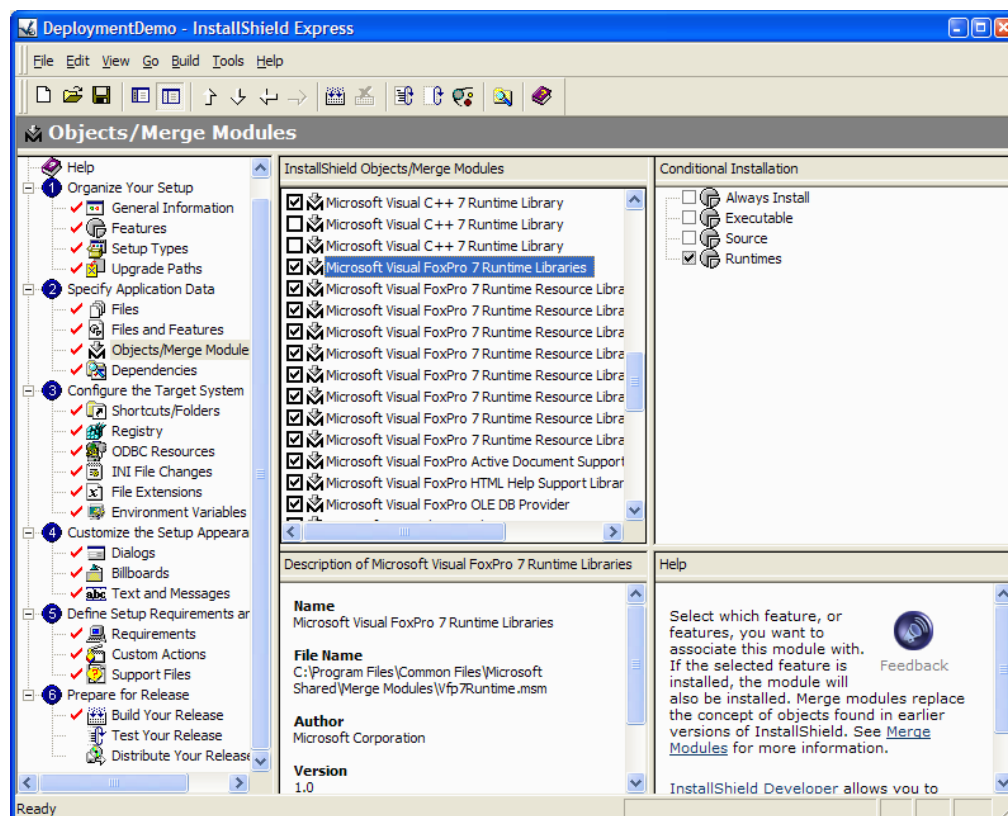 DeploymentDemo - InstallShield Express
File Edit View Go Build Tools Help
Objects/Merge Modules
Help
1 Organize Your Setup
General Information
Features
Setup Types
Upgrade Paths
2 Specify Application Data
Files
Files and Features
Objects/Merge Module
Dependencies
3 Configure the Target System
Shortcuts/Folders
Registry
ODBC Resources
INI File Changes
File Extensions
Environment Variables
4 Customize the Setup Appeara
Dialogs
Billboards
abc Text and Messages
5 Define Setup Requirements ar
Requirements
Custom Actions
Support Files
6 Prepare for Release
Build Your Release
Test Your Release
Distribute Your Release
InstallShield Objects/Merge Modules
Microsoft Visual C++ 7 Runtime Library
Microsoft Visual C++ 7 Runtime Library
Microsoft Visual C++ 7 Runtime Library
Microsoft Visual FoxPro 7 Runtime Libraries
Microsoft Visual FoxPro 7 Runtime Resource Libra
Microsoft Visual FoxPro 7 Runtime Resource Libra
Microsoft Visual FoxPro 7 Runtime Resource Libra
Microsoft Visual FoxPro 7 Runtime Resource Libra
Microsoft Visual FoxPro 7 Runtime Resource Libra
Microsoft Visual FoxPro 7 Runtime Resource Libra
Microsoft Visual FoxPro 7 Runtime Resource Libra
Microsoft Visual FoxPro 7 Runtime Resource Libra
Microsoft Visual FoxPro Active Document Support
Microsoft Visual FoxPro HTML Help Support Librar
Microsoft Visual FoxPro OLE DB Provider
Conditional Installation
Always Install
Executable
Source
Runtimes
Description of Microsoft Visual FoxPro 7 Runtime Libraries
Name
Microsoft Visual FoxPro 7 Runtime Libraries
File Name
C:\Program Files\Common Files\Microsoft
Shared\Merge Modules\Vfp7Runtime.msm
Author
Microsoft Corporation
Version
1.0
Help
Select which feature, or
features, you want to
associate this module with.
If the selected feature is
installed, the module will
also be installed. Merge modules replace
the concept of objects found in earlier
versions of InstallShield. See Merge
Modules for more information.
Feedback
InstallShield Developer allows you to
Ready